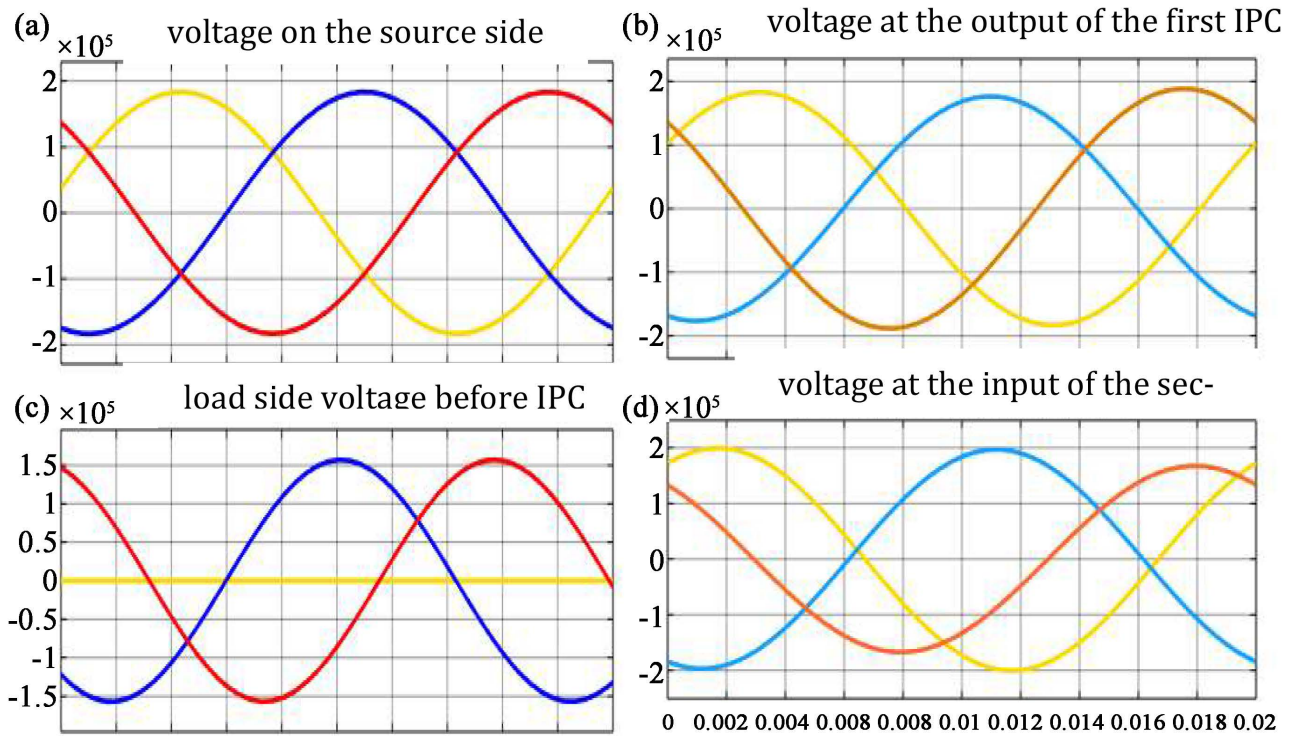 (a)
voltage on the source side
×10⁵
2
1
0
-1
-2
(b)
voltage at the output of the first IPC
×10⁵
2
1
0
-1
-2
(c)
load side voltage before IPC
×10⁵
1.5
1
0.5
0
-0.5
-1
-1.5
(d)
voltage at the input of the sec-
×10⁵
2
1
0
-1
-2
0 0.002 0.004 0.008 0.008 0.01 0.012 0.014 0.016 0.018 0.02